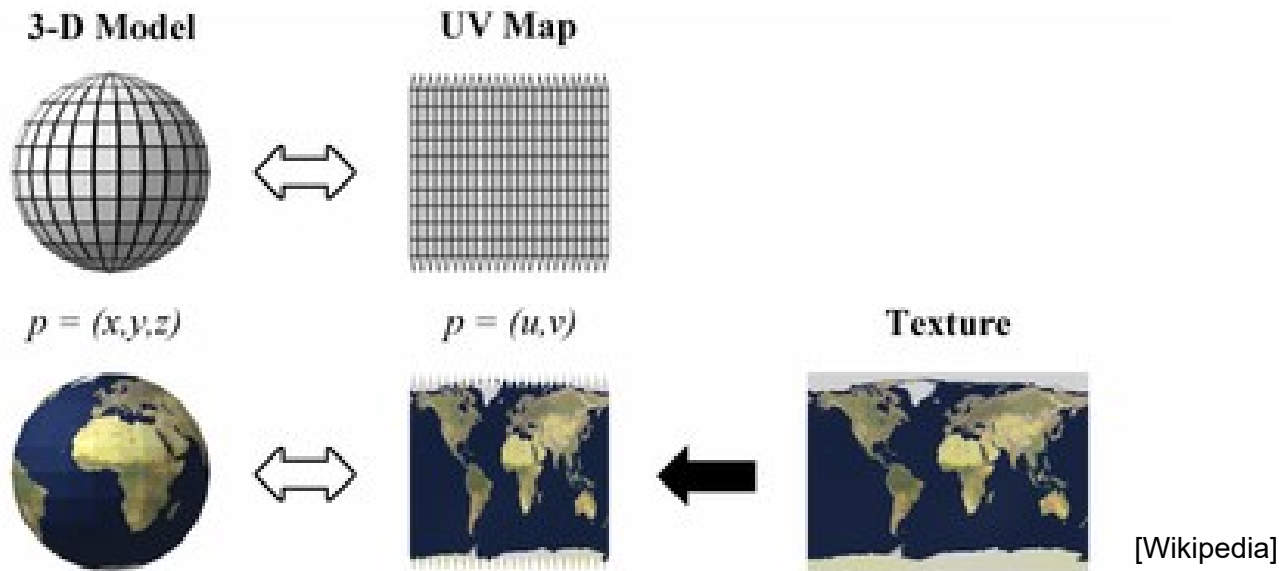 3-D Model
UV Map
p = (x,y,z)
p = (u,v)
Texture
[Wikipedia]